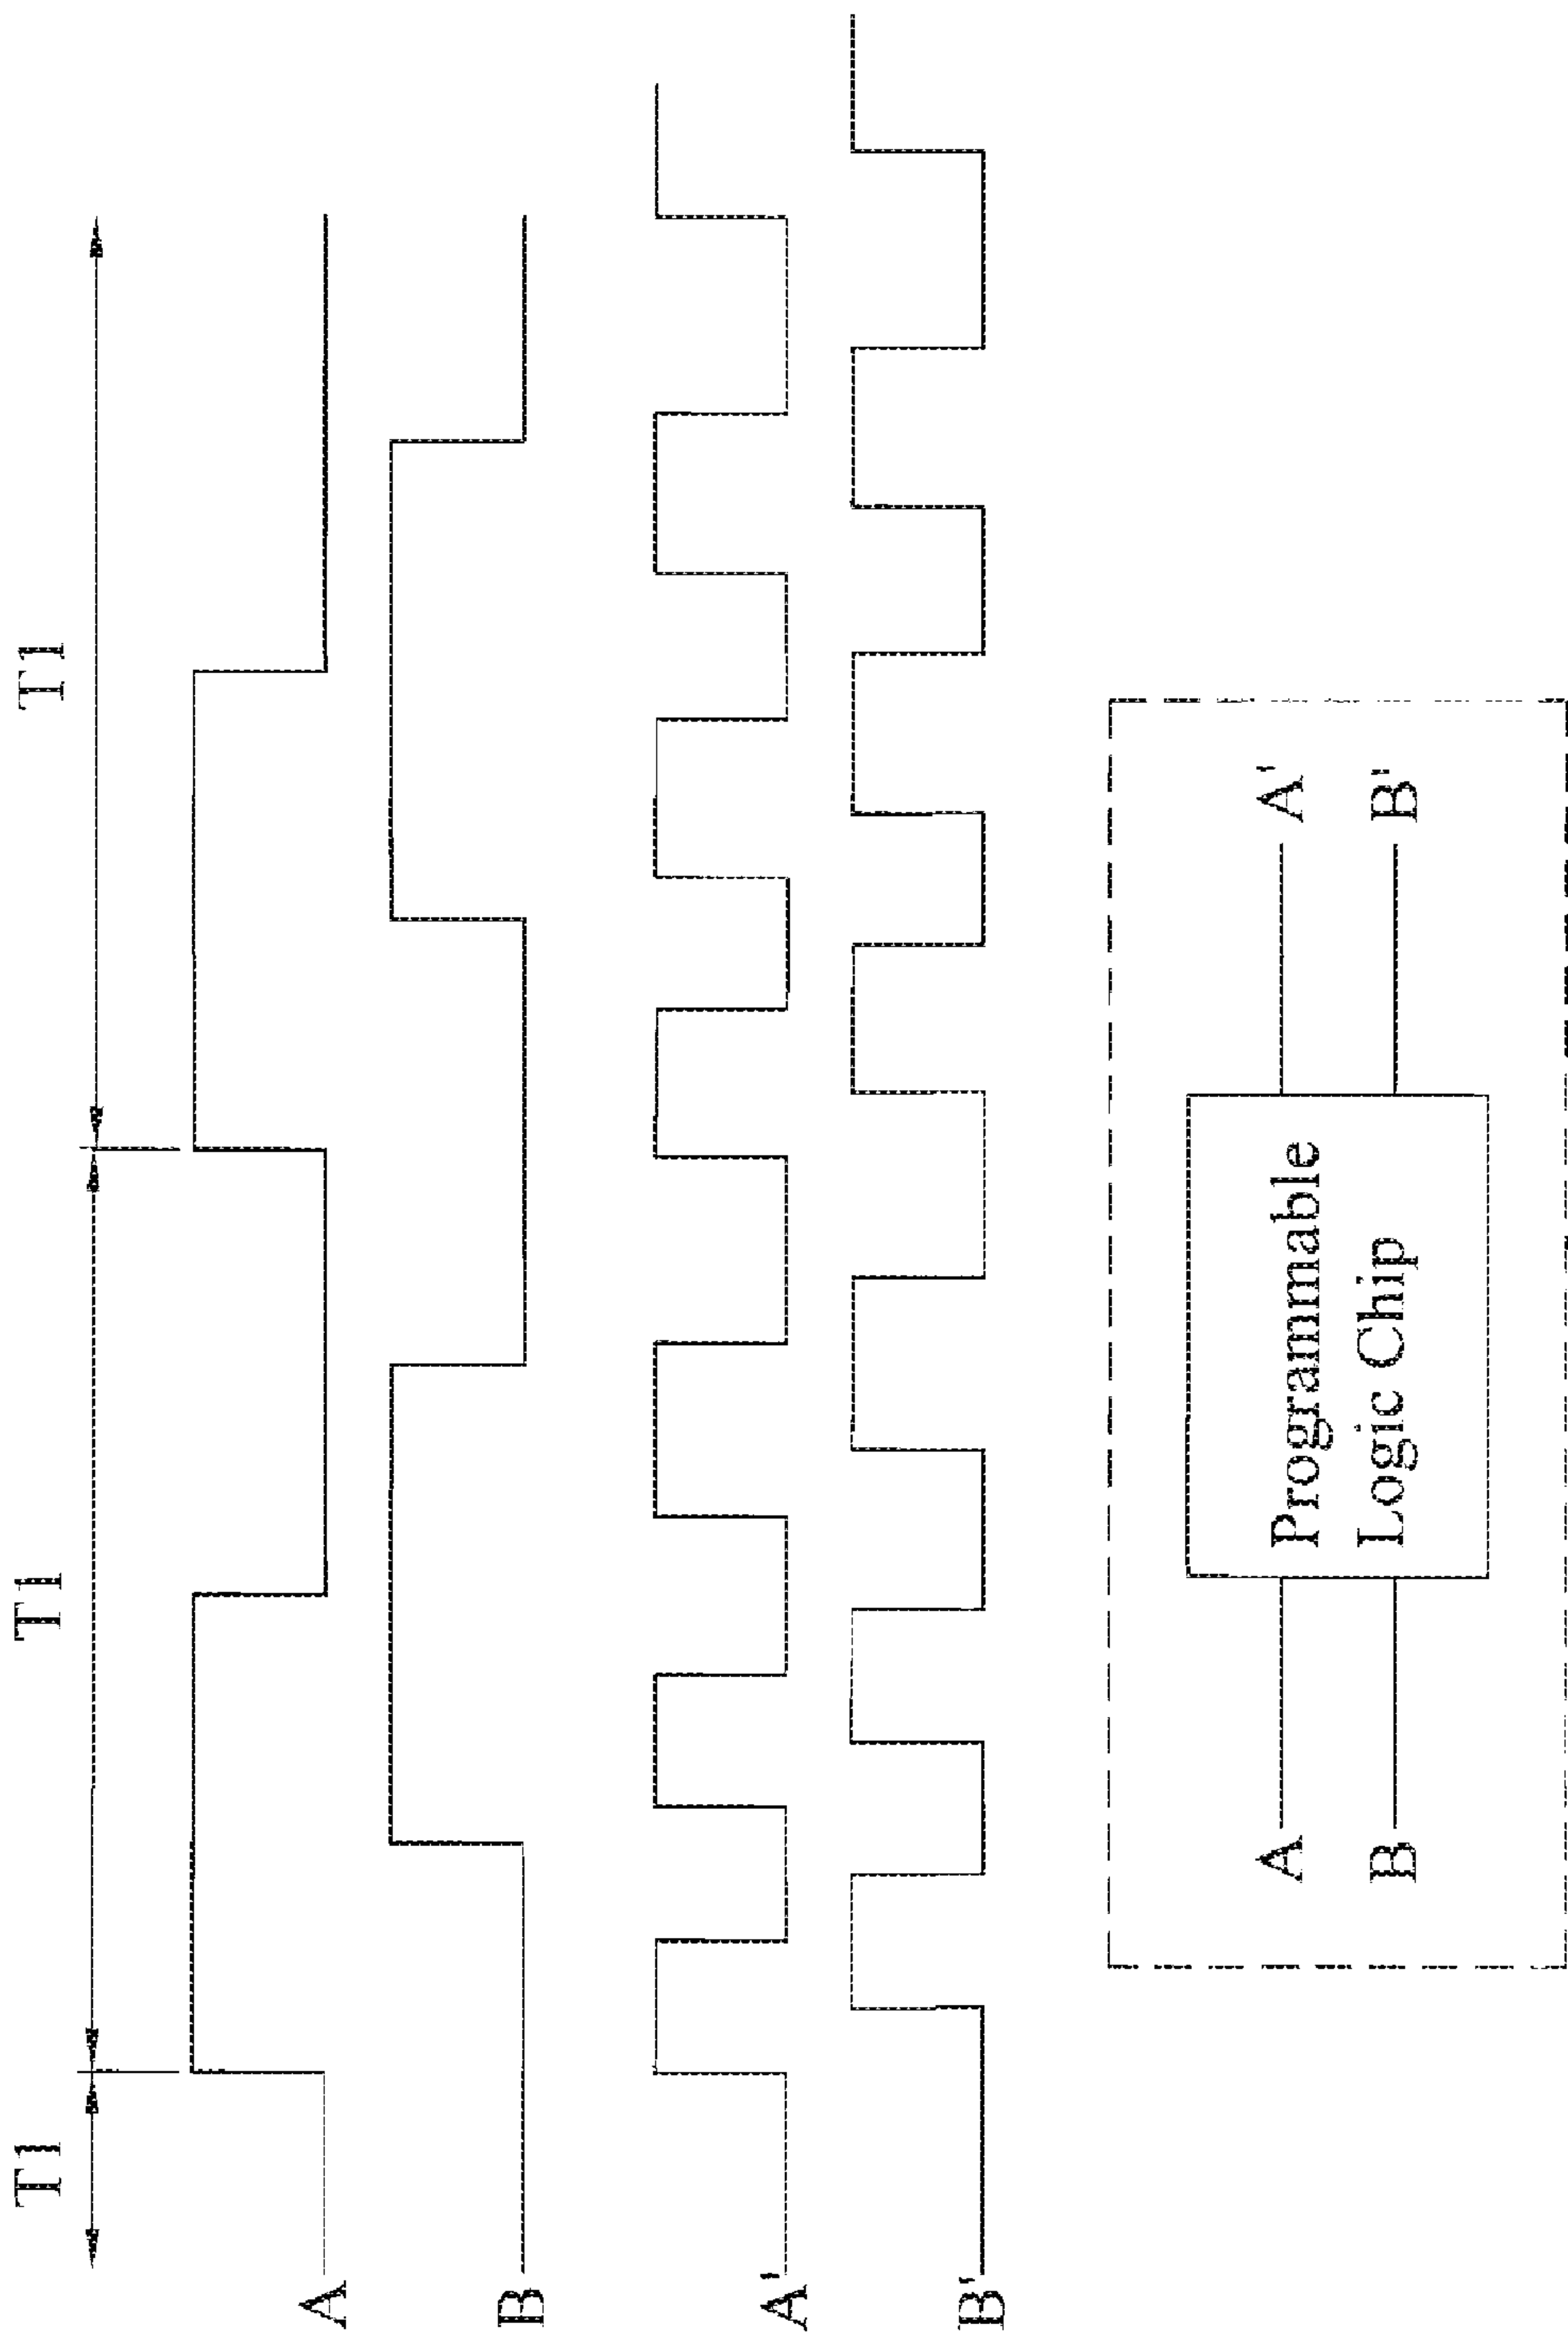 T1 T1 T1
A
B
A'
B'
A A'
Programmable
B B'
Logic Chip